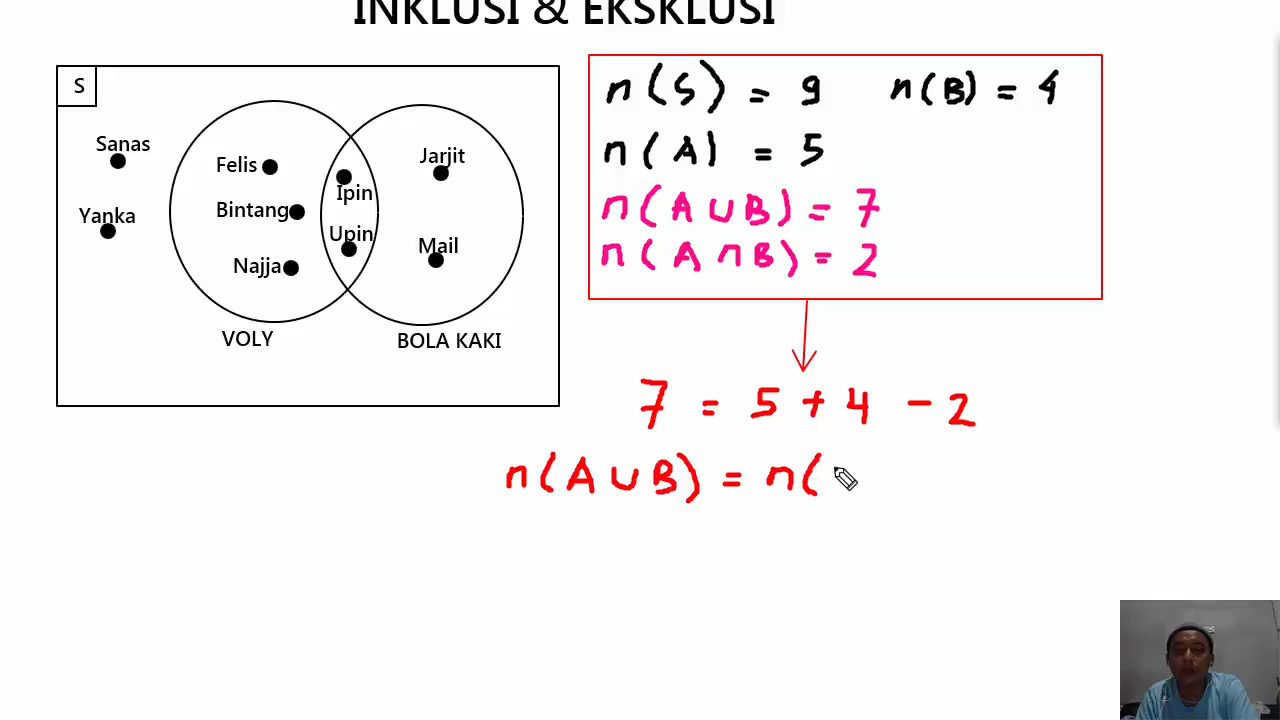 INKLUSI & EKSKLUSI
S
Sanas
Yanka
Felis
Bintang
Najja
Ipin
Upin
Jarjit
Mail
VOLY
BOLA KAKI
n(S) = 9 n(B) = 4
n(A) = 5
n(A∪B) = 7
n(A∩B) = 2
7 = 5 + 4 - 2
n(A∪B) = n(